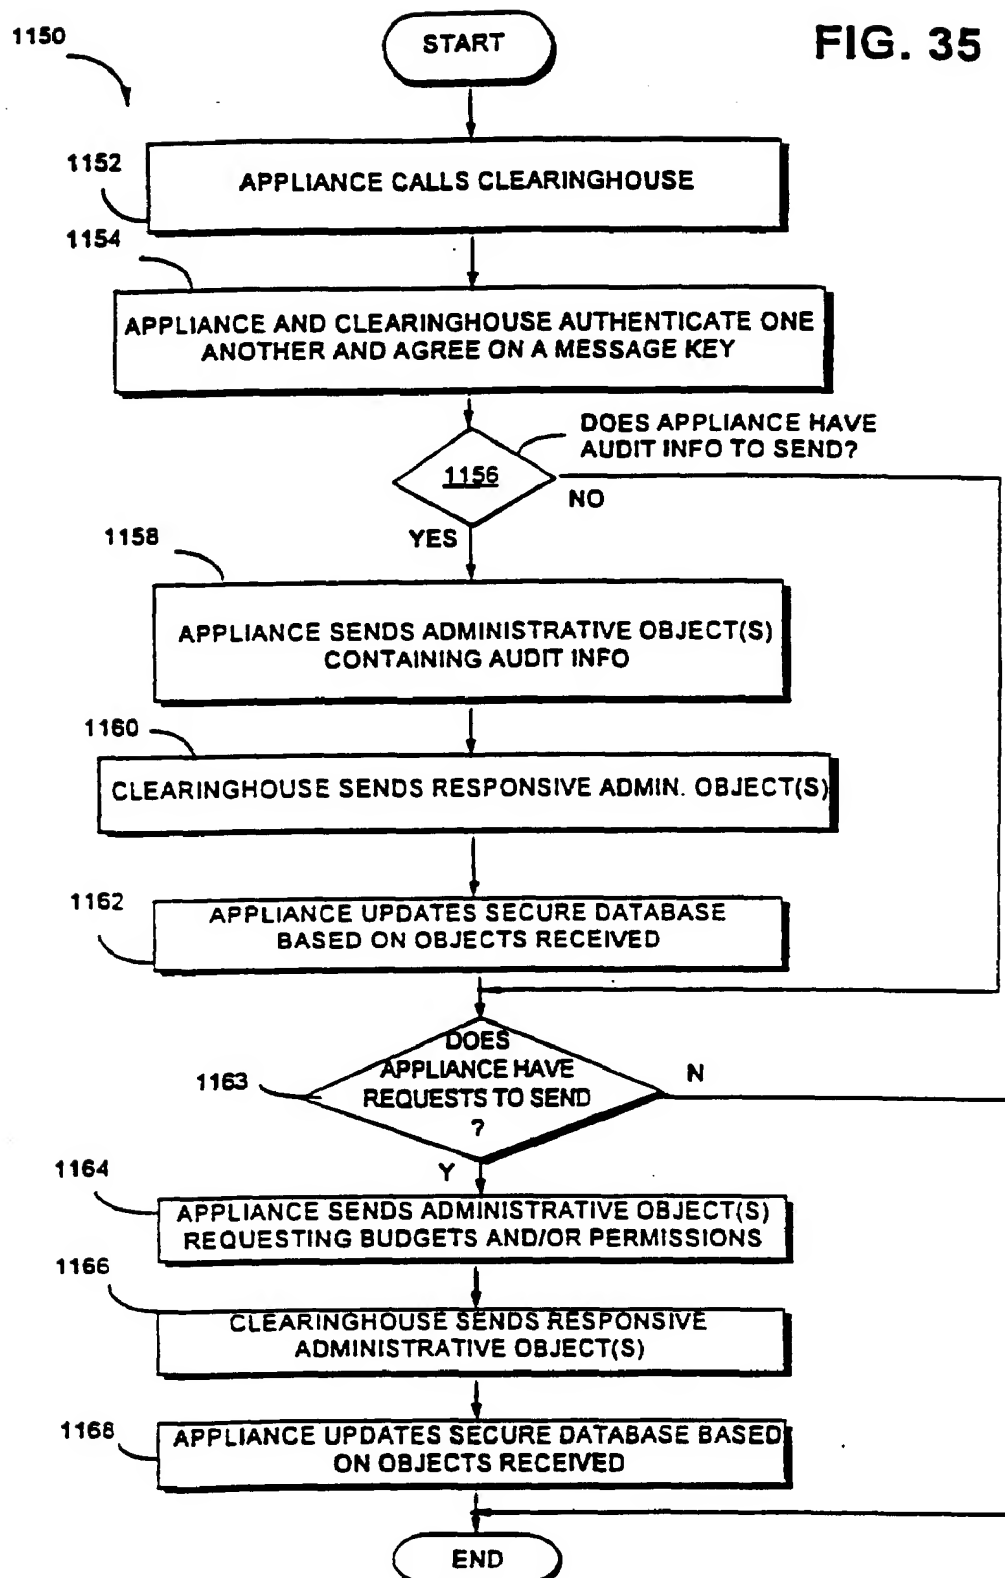 1150
START
FIG. 35
1152
APPLIANCE CALLS CLEARINGHOUSE
1154
APPLIANCE AND CLEARINGHOUSE AUTHENTICATE ONE
ANOTHER AND AGREE ON A MESSAGE KEY
DOES APPLIANCE HAVE
AUDIT INFO TO SEND?
1156
NO
YES
1158
APPLIANCE SENDS ADMINISTRATIVE OBJECT(S)
CONTAINING AUDIT INFO
1160
CLEARINGHOUSE SENDS RESPONSIVE ADMIN. OBJECT(S)
1162
APPLIANCE UPDATES SECURE DATABASE
BASED ON OBJECTS RECEIVED
1163
DOES
APPLIANCE HAVE
REQUESTS TO SEND
?
N
Y
1164
APPLIANCE SENDS ADMINISTRATIVE OBJECT(S)
REQUESTING BUDGETS AND/OR PERMISSIONS
1166
CLEARINGHOUSE SENDS RESPONSIVE
ADMINISTRATIVE OBJECT(S)
1168
APPLIANCE UPDATES SECURE DATABASE BASED
ON OBJECTS RECEIVED
END